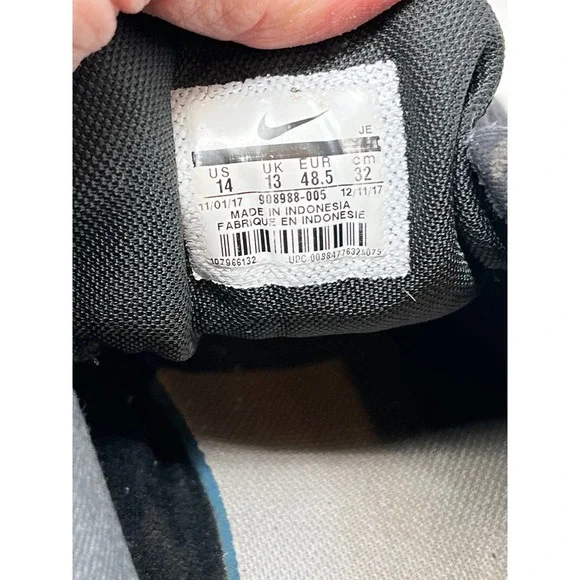 JE
US UK EUR cm
14 13 48.5 32
11/01/17 908988-005 12/11/17
MADE IN INDONESIA
FABRIQUE EN INDONESIE
107966132 UPC 00884776328075